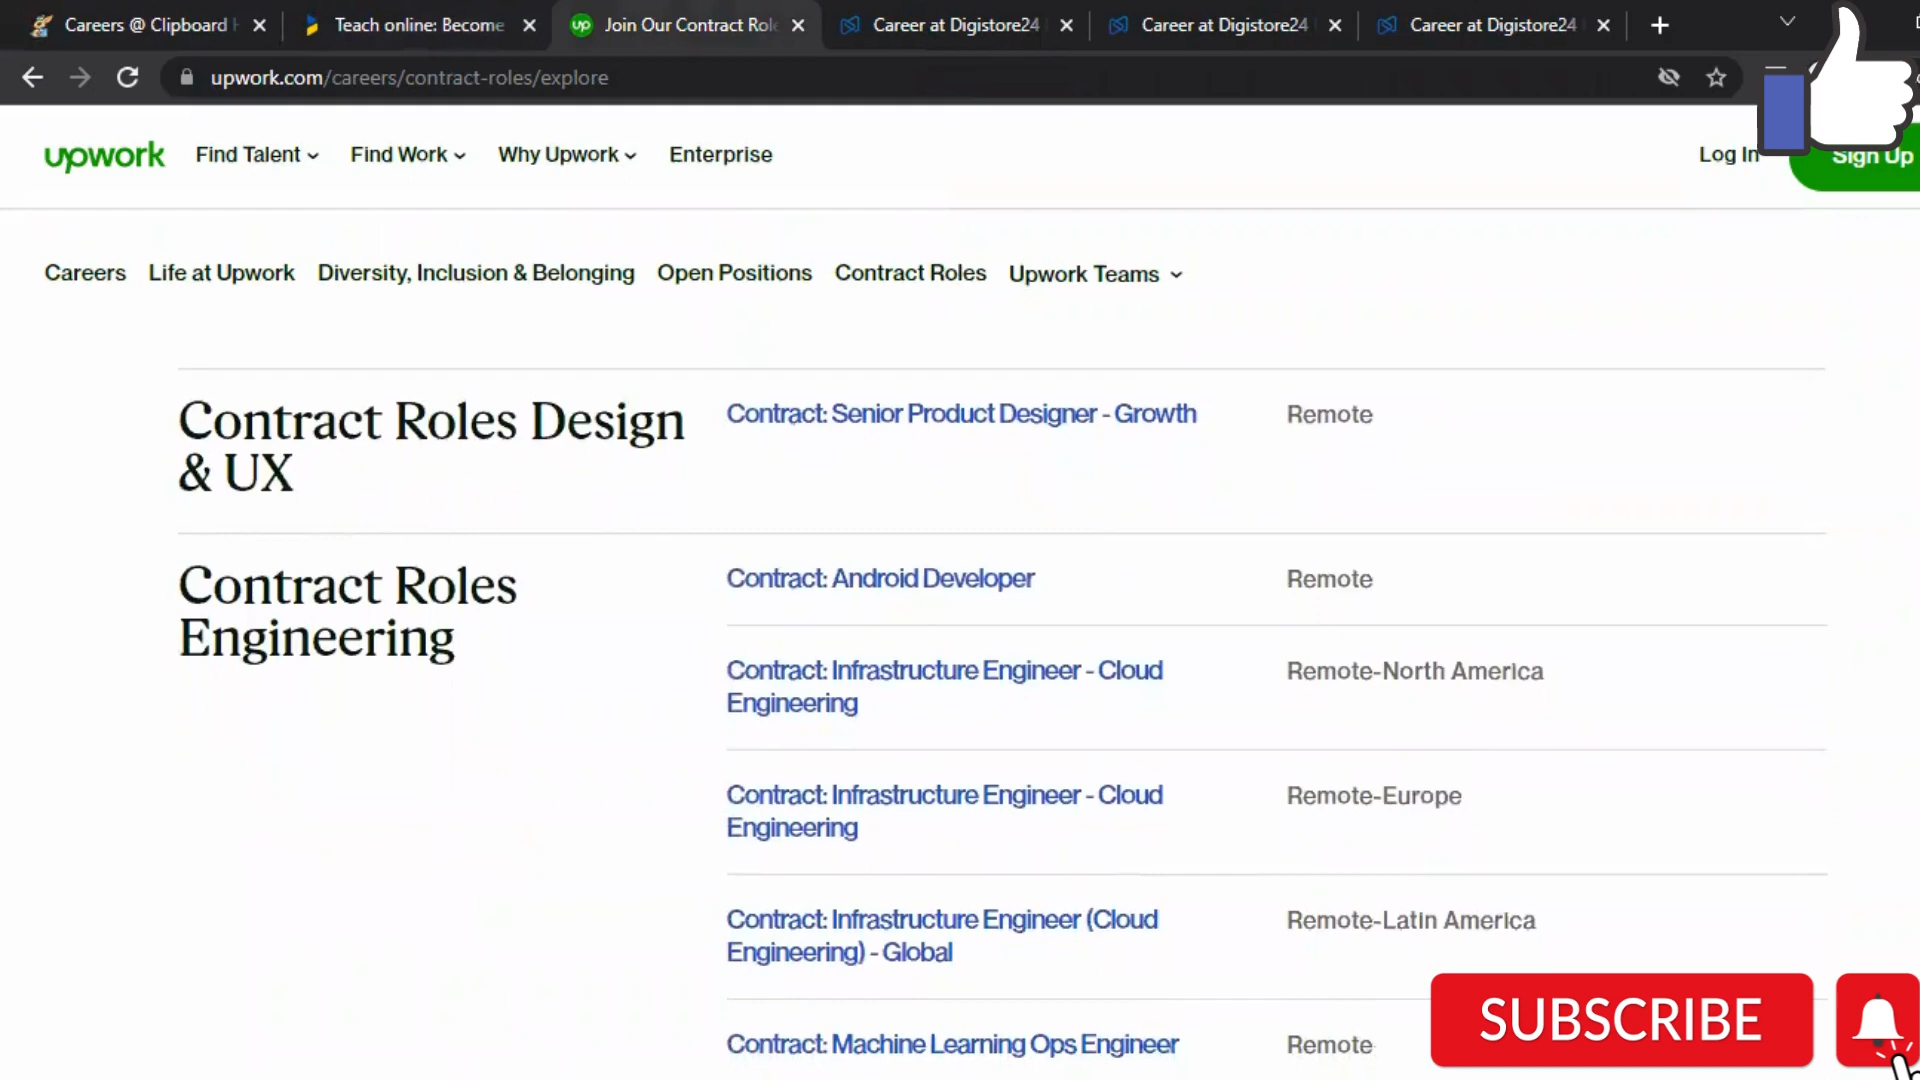 Careers @ Clipboard H
Teach online: Become
up Join Our Contract Role
Career at Digistore24
Career at Digistore24
Career at Digistore24
upwork.com/careers/contract-roles/explore
upwork Find Talent Find Work Why Upwork Enterprise Log In Sign Up
Careers Life at Upwork Diversity, Inclusion & Belonging Open Positions Contract Roles Upwork Teams
Contract Roles Design
& UX
Contract: Senior Product Designer - Growth Remote
Contract Roles
Engineering
Contract: Android Developer Remote
Contract: Infrastructure Engineer - Cloud
Engineering
Remote-North America
Contract: Infrastructure Engineer - Cloud
Engineering
Remote-Europe
Contract: Infrastructure Engineer (Cloud
Engineering) - Global
Remote-Latin America
Contract: Machine Learning Ops Engineer Remote
SUBSCRIBE